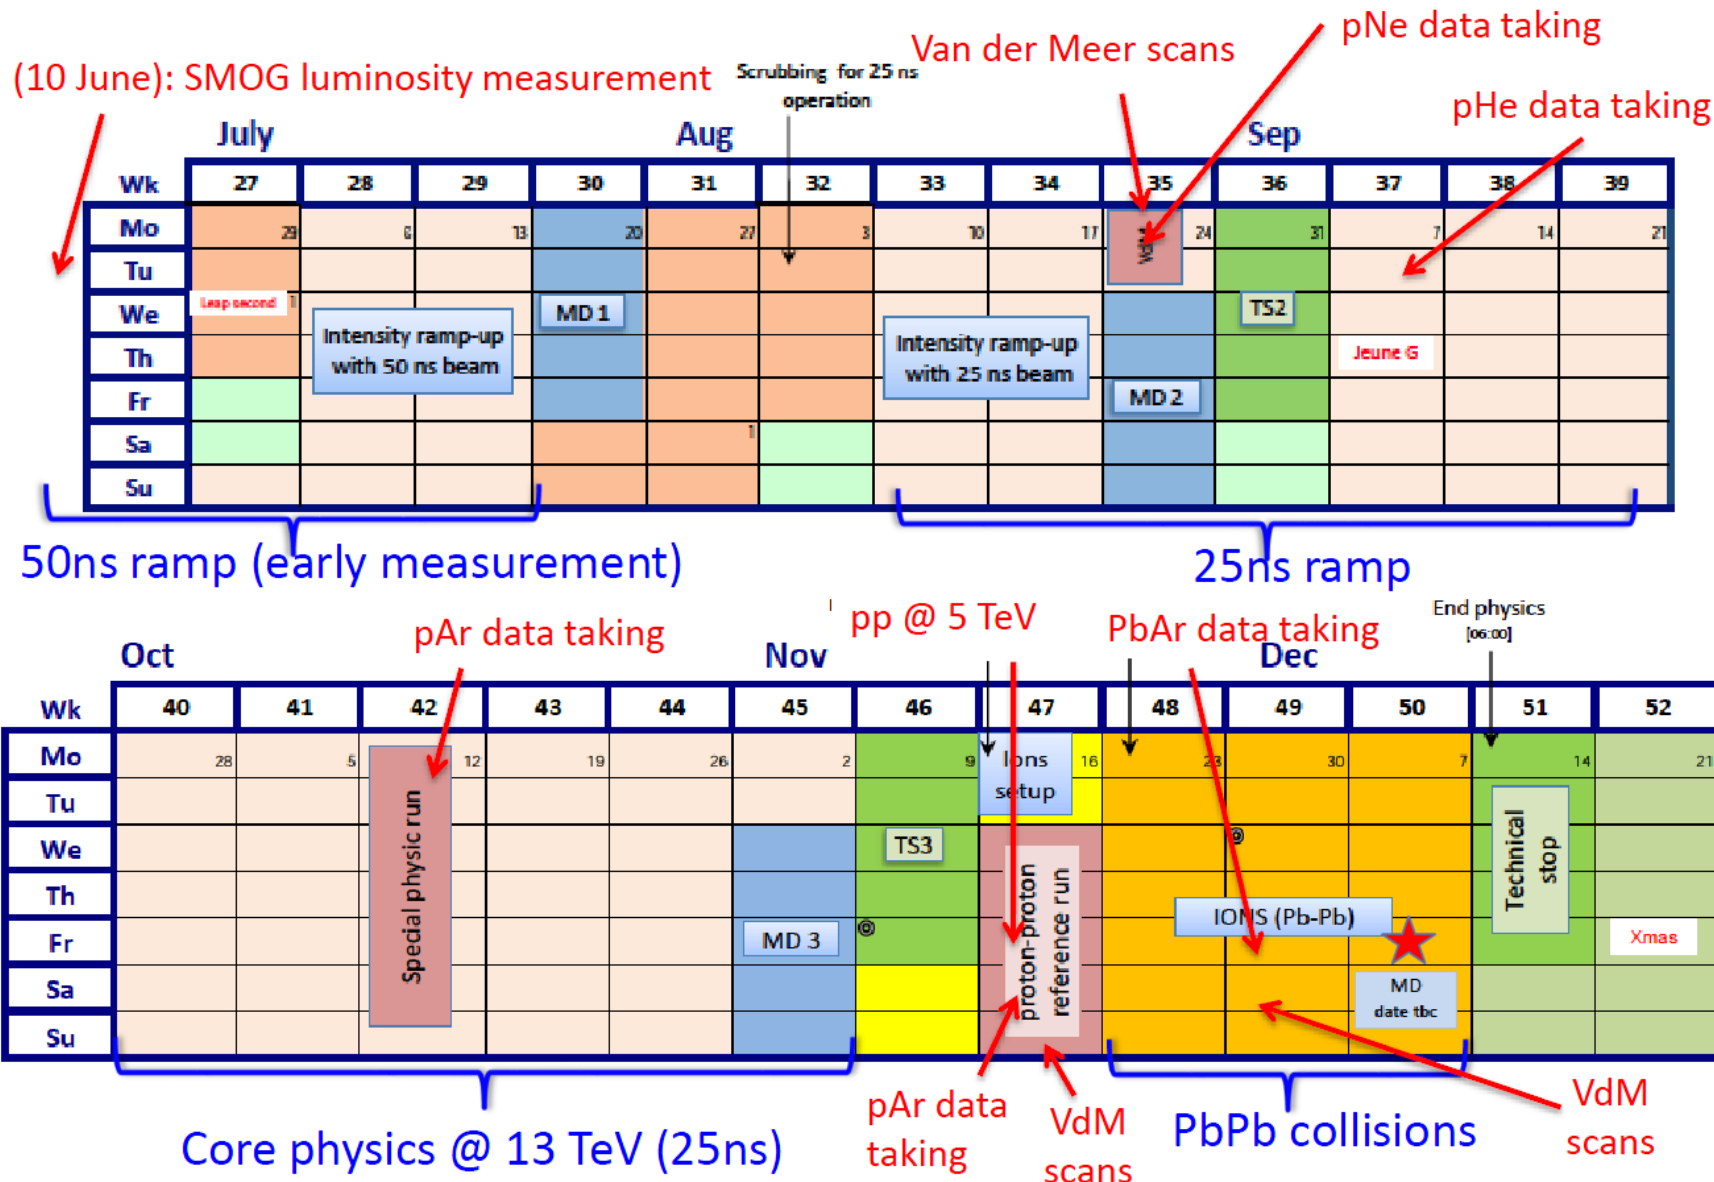 pNe data taking
Van der Meer scans
(10 June): SMOG luminosity measurement
Scrubbing for 25 ns
operation
pHe data taking
July Aug Sep
Wk 27 28 29 30 31 32 33 34 35 36 37 38 39
Mo 29 6 13 20 27 3 10 17 VdM 24 31 7 14 21
Tu
We Leap second 1 MD 1 TS2
Intensity ramp-up
with 50 ns beam
Intensity ramp-up
with 25 ns beam
Th Jeune G
Fr MD 2
Sa 1
Su
50ns ramp (early measurement)
25ns ramp
pp @ 5 TeV
End physics
[06:00]
pAr data taking
PbAr data taking
Oct Nov Dec
Wk 40 41 42 43 44 45 46 47 48 49 50 51 52
Mo 28 5 12 19 26 2 9 16 23 30 7 14 21
Ions
setup
Tu
We TS3
Th
Special physic run
proton-proton
reference run
IONS (Pb-Pb)
Technical
stop
Fr MD 3 Xmas
Sa
MD
date tbc
Su
Core physics @ 13 TeV (25ns)
pAr data
taking
VdM
scans
PbPb collisions
VdM
scans